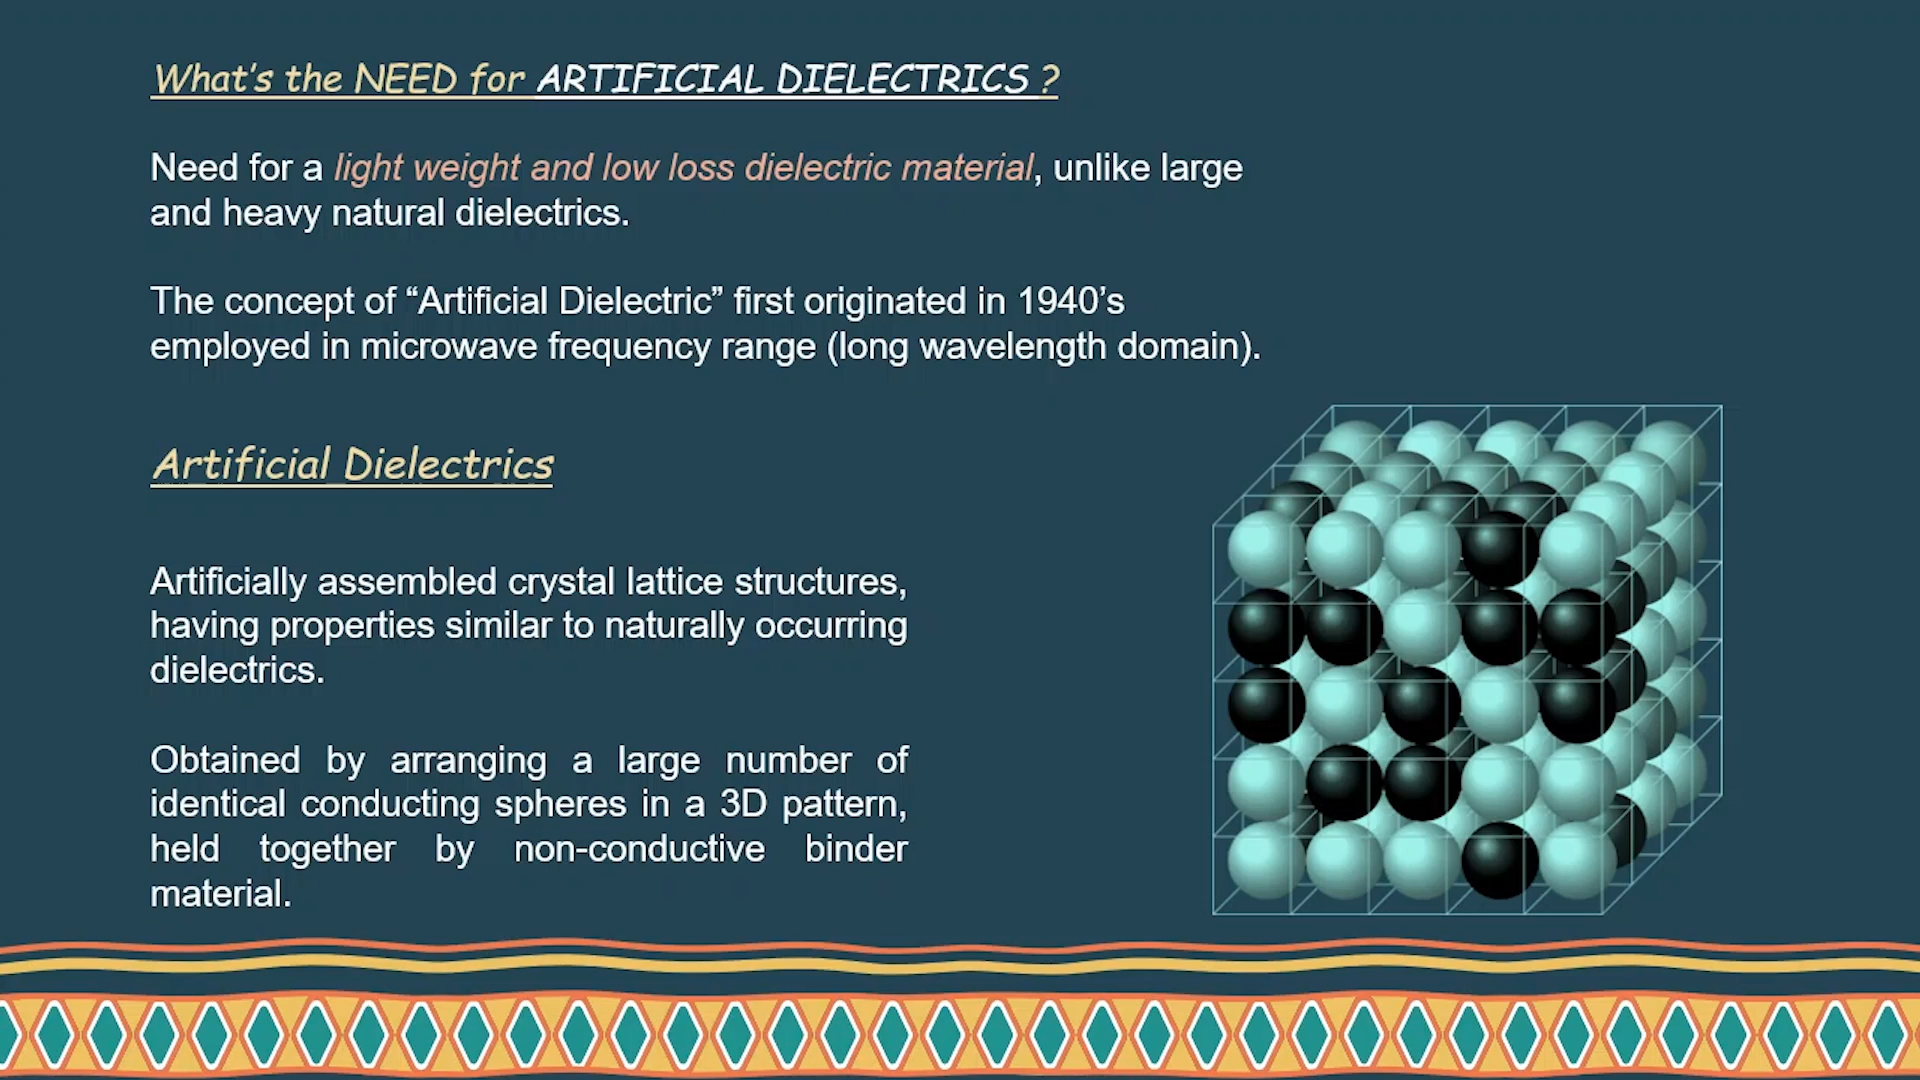 What's the NEED for ARTIFICIAL DIELECTRICS ?
Need for a light weight and low loss dielectric material, unlike large
and heavy natural dielectrics.
The concept of “Artificial Dielectric” first originated in 1940’s
employed in microwave frequency range (long wavelength domain).
Artificial Dielectrics
Artificially assembled crystal lattice structures,
having properties similar to naturally occurring
dielectrics.
Obtained by arranging a large number of
identical conducting spheres in a 3D pattern,
held together by non-conductive binder
material.